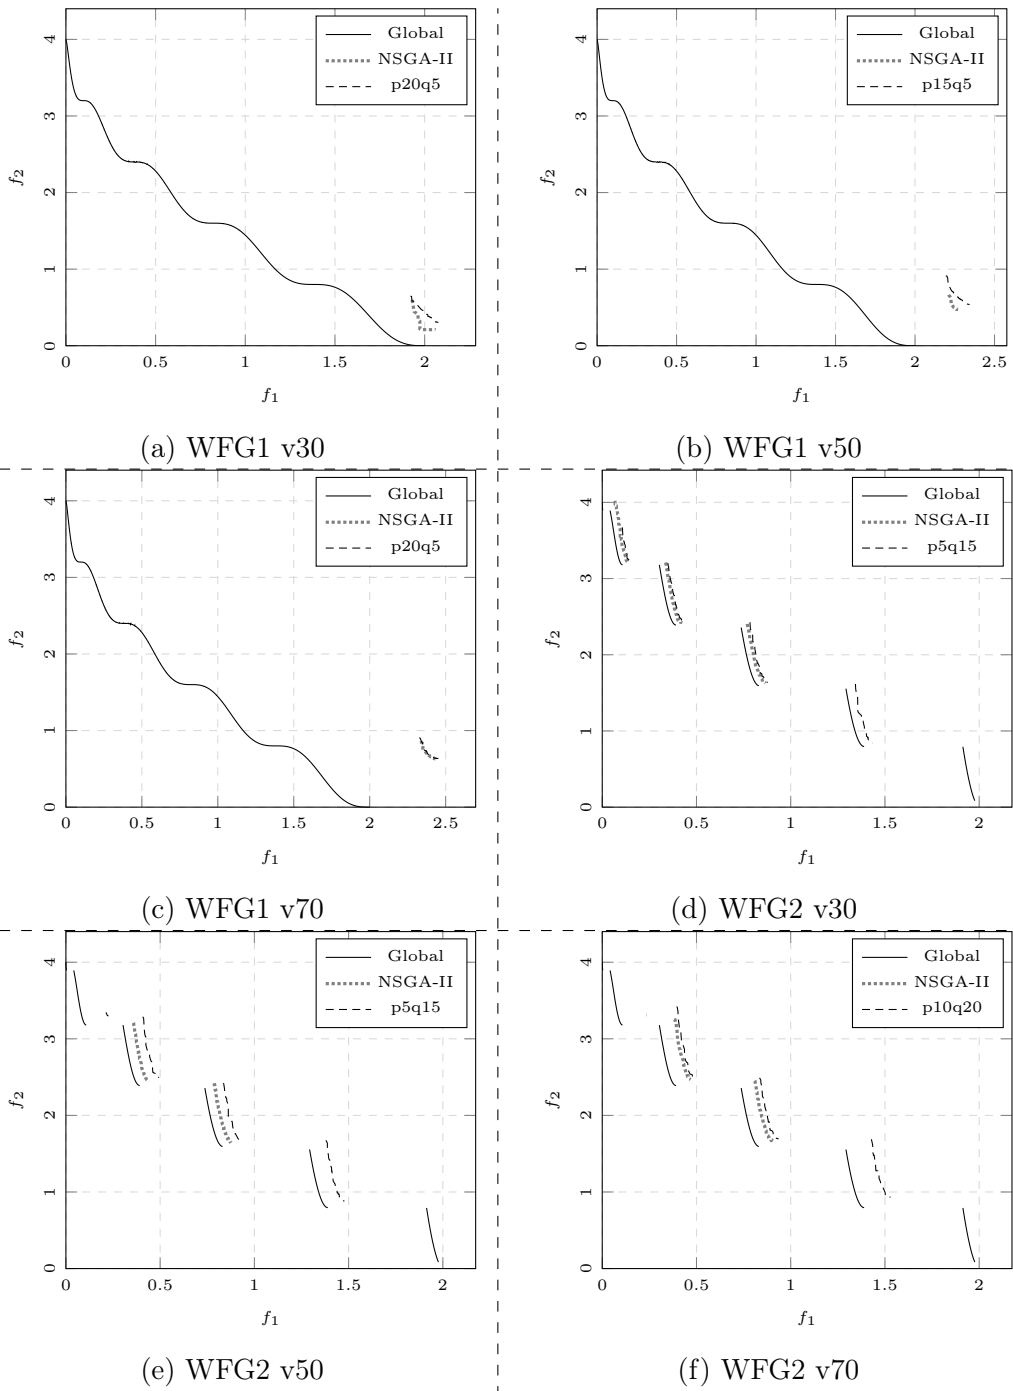 Global
NSGA-II
p20q5
0
1
2
3
4
f2
0
0.5
1
1.5
2
f1
(a) WFG1 v30
Global
NSGA-II
p15q5
0
1
2
3
4
f2
0
0.5
1
1.5
2
2.5
f1
(b) WFG1 v50
Global
NSGA-II
p20q5
0
1
2
3
4
f2
0
0.5
1
1.5
2
2.5
f1
(c) WFG1 v70
Global
NSGA-II
p5q15
0
1
2
3
4
f2
0
0.5
1
1.5
2
f1
(d) WFG2 v30
Global
NSGA-II
p5q15
0
1
2
3
4
f2
0
0.5
1
1.5
2
f1
(e) WFG2 v50
Global
NSGA-II
p10q20
0
1
2
3
4
f2
0
0.5
1
1.5
2
f1
(f) WFG2 v70